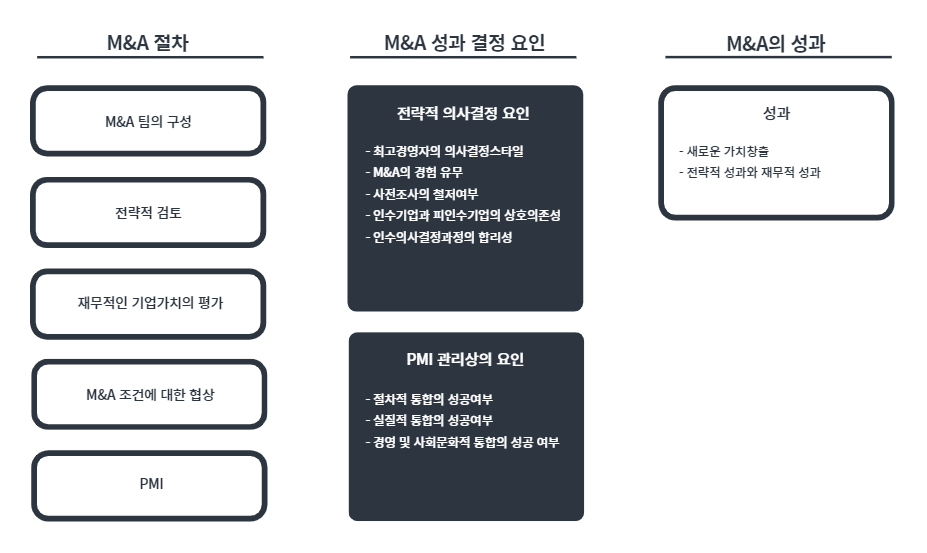 M&A 절차
M&A 팀의 구성
전략적 검토
재무적인 기업가치의 평가
M&A 조건에 대한 협상
PMI
M&A 성과 결정 요인
전략적 의사결정 요인
- 최고경영자의 의사결정스타일
- M&A의 경험 유무
- 사전조사의 철저여부
- 인수기업과 피인수기업의 상호의존성
- 인수의사결정과정의 합리성
PMI 관리상의 요인
- 절차적 통합의 성공여부
- 실질적 통합의 성공여부
- 경영 및 사회문화적 통합의 성공 여부
M&A의 성과
성과
- 새로운 가치창출
- 전략적 성과와 재무적 성과